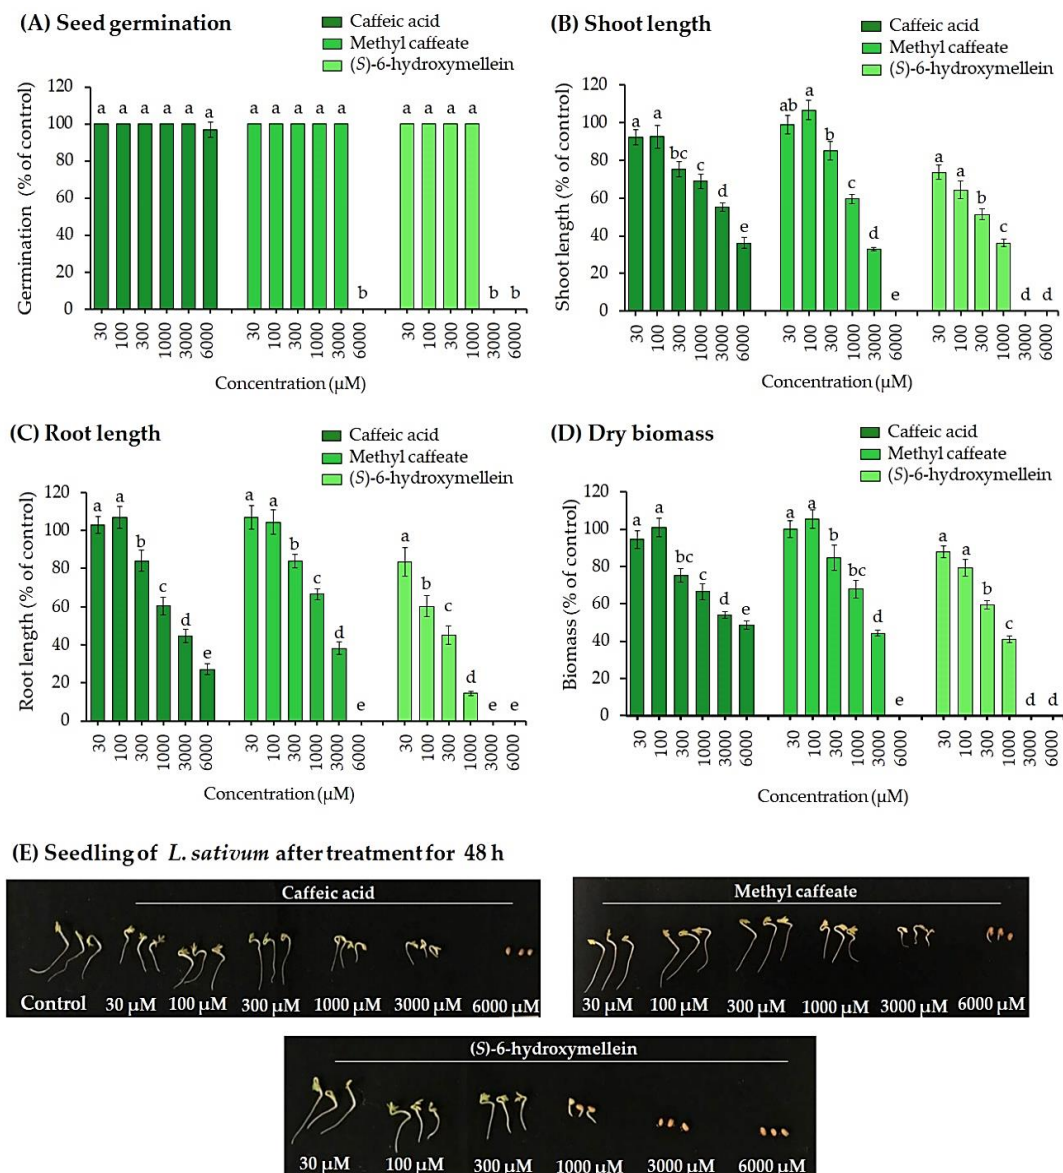 (A) Seed germination
Caffeic acid
Methyl caffeate
(S)-6-hydroxymellein
Germination (% of control)
120
100
80
60
40
20
0
a a a a a a a a a a a b a a a a b b
30 100 300 1000 3000 6000 30 100 300 1000 3000 6000 30 100 300 1000 3000 6000
Concentration (µM)
(B) Shoot length
Caffeic acid
Methyl caffeate
(S)-6-hydroxymellein
Shoot length (% of control)
120
100
80
60
40
20
0
a a bc c d e ab a b c d e a a b c d d
30 100 300 1000 3000 6000 30 100 300 1000 3000 6000 30 100 300 1000 3000 6000
Concentration (µM)
(C) Root length
Caffeic acid
Methyl caffeate
(S)-6-hydroxymellein
Root length (% of control)
120
100
80
60
40
20
0
a a b c d e a a b c d e a b c d e e
30 100 300 1000 3000 6000 30 100 300 1000 3000 6000 30 100 300 1000 3000 6000
Concentration (µM)
(D) Dry biomass
Caffeic acid
Methyl caffeate
(S)-6-hydroxymellein
Biomass (% of control)
120
100
80
60
40
20
0
a a bc c d e a a b bc d e a a b c d d
30 100 300 1000 3000 6000 30 100 300 1000 3000 6000 30 100 300 1000 3000 6000
Concentration (µM)
(E) Seedling of L. sativum after treatment for 48 h
Caffeic acid
Control 30 µM 100 µM 300 µM 1000 µM 3000 µM 6000 µM
Methyl caffeate
30 µM 100 µM 300 µM 1000 µM 3000 µM 6000 µM
(S)-6-hydroxymellein
30 µM 100 µM 300 µM 1000 µM 3000 µM 6000 µM